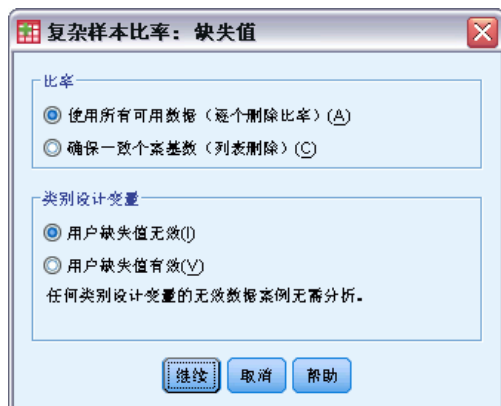 复杂样本比率：缺失值
比率
使用所有可用数据（逐个删除比率）(A)
确保一致个案基数（列表删除）(C)
类别设计变量
用户缺失值无效(I)
用户缺失值有效(V)
任何类别设计变量的无效数据案例无需分析。
继续 取消 帮助